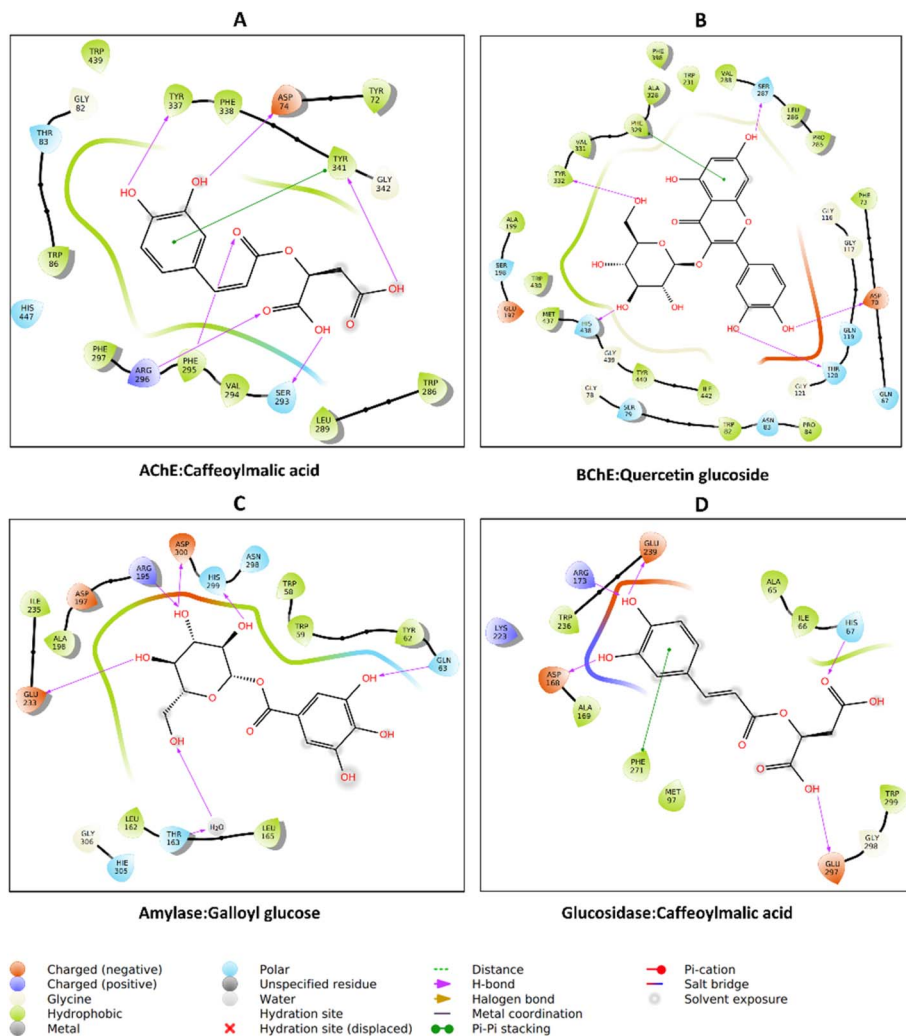 A
TRP 439
GLY 82
THR 83
TYR 337
PHE 338
ASP 74
TYR 72
TYR 341
GLY 342
OH
OH
O
O
OH
O
O
OH
TRP 86
HIS 447
PHE 297
ARG 296
PHE 295
VAL 294
SER 293
LEU 289
TRP 286
AChE:Caffeoylmalic acid
B
PHE 398
TRP 231
VAL 288
SER 287
ALA 328
LEU 286
PHE 329
PRO 285
VAL 331
TYR 332
OH
HO
OH
O
O
O
O
HO
HO
OH
HO
OH
PHE 73
GLY 116
GLY 117
ALA 199
SER 198
GLU 197
TRP 430
MET 437
HIS 438
GLY 439
TYR 440
ILE 442
ASP 70
GLN 119
THR 120
GLY 121
GLN 67
GLY 78
SER 79
TRP 82
ASN 83
PRO 84
BChE:Quercetin glucoside
C
ASP 300
ASN 298
ARG 195
HIS 299
TRP 58
ILE 235
ASP 197
ALA 198
TRP 59
TYR 62
GLN 63
HO
OH
HO
O
O
OH
GLU 233
O
OH
OH
OH
LEU 162
THR 163
H₂O
LEU 165
GLY 306
HIE 305
Amylase:Galloyl glucose
D
GLU 239
ARG 173
ALA 65
ILE 66
HIS 67
LYS 223
TRP 236
HO
ASP 168
HO
ALA 169
O
OH
O
O
O
OH
PHE 271
MET 97
TRP 299
GLY 298
GLU 297
Glucosidase:Caffeoylmalic acid
Charged (negative)
Charged (positive)
Glycine
Hydrophobic
Metal
Polar
Unspecified residue
Water
Hydration site
Hydration site (displaced)
Distance
H-bond
Halogen bond
Metal coordination
Pi-Pi stacking
Pi-cation
Salt bridge
Solvent exposure